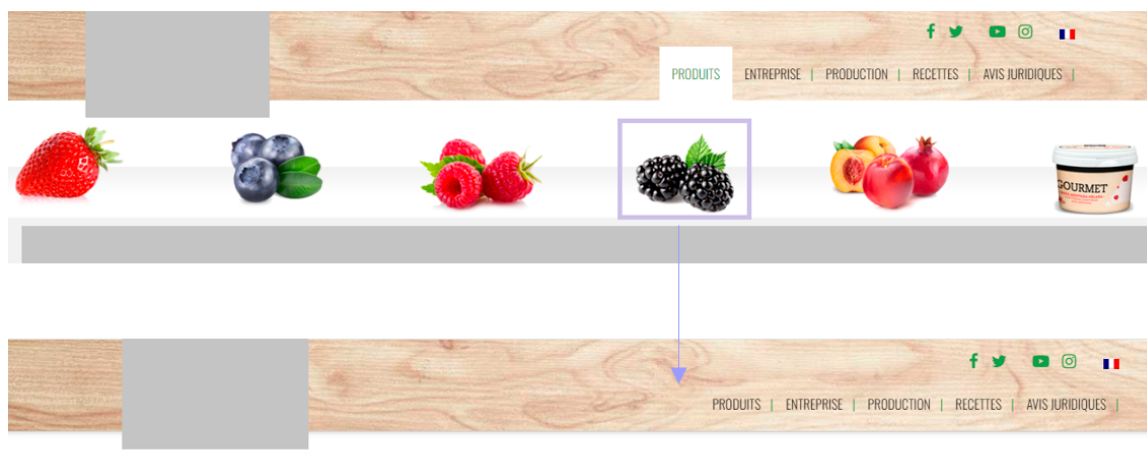 PRODUITS ENTREPRISE | PRODUCTION | RECETTES | AVIS JURIDIQUES |
GOURMET
PRODUITS | ENTREPRISE | PRODUCTION | RECETTES | AVIS JURIDIQUES |